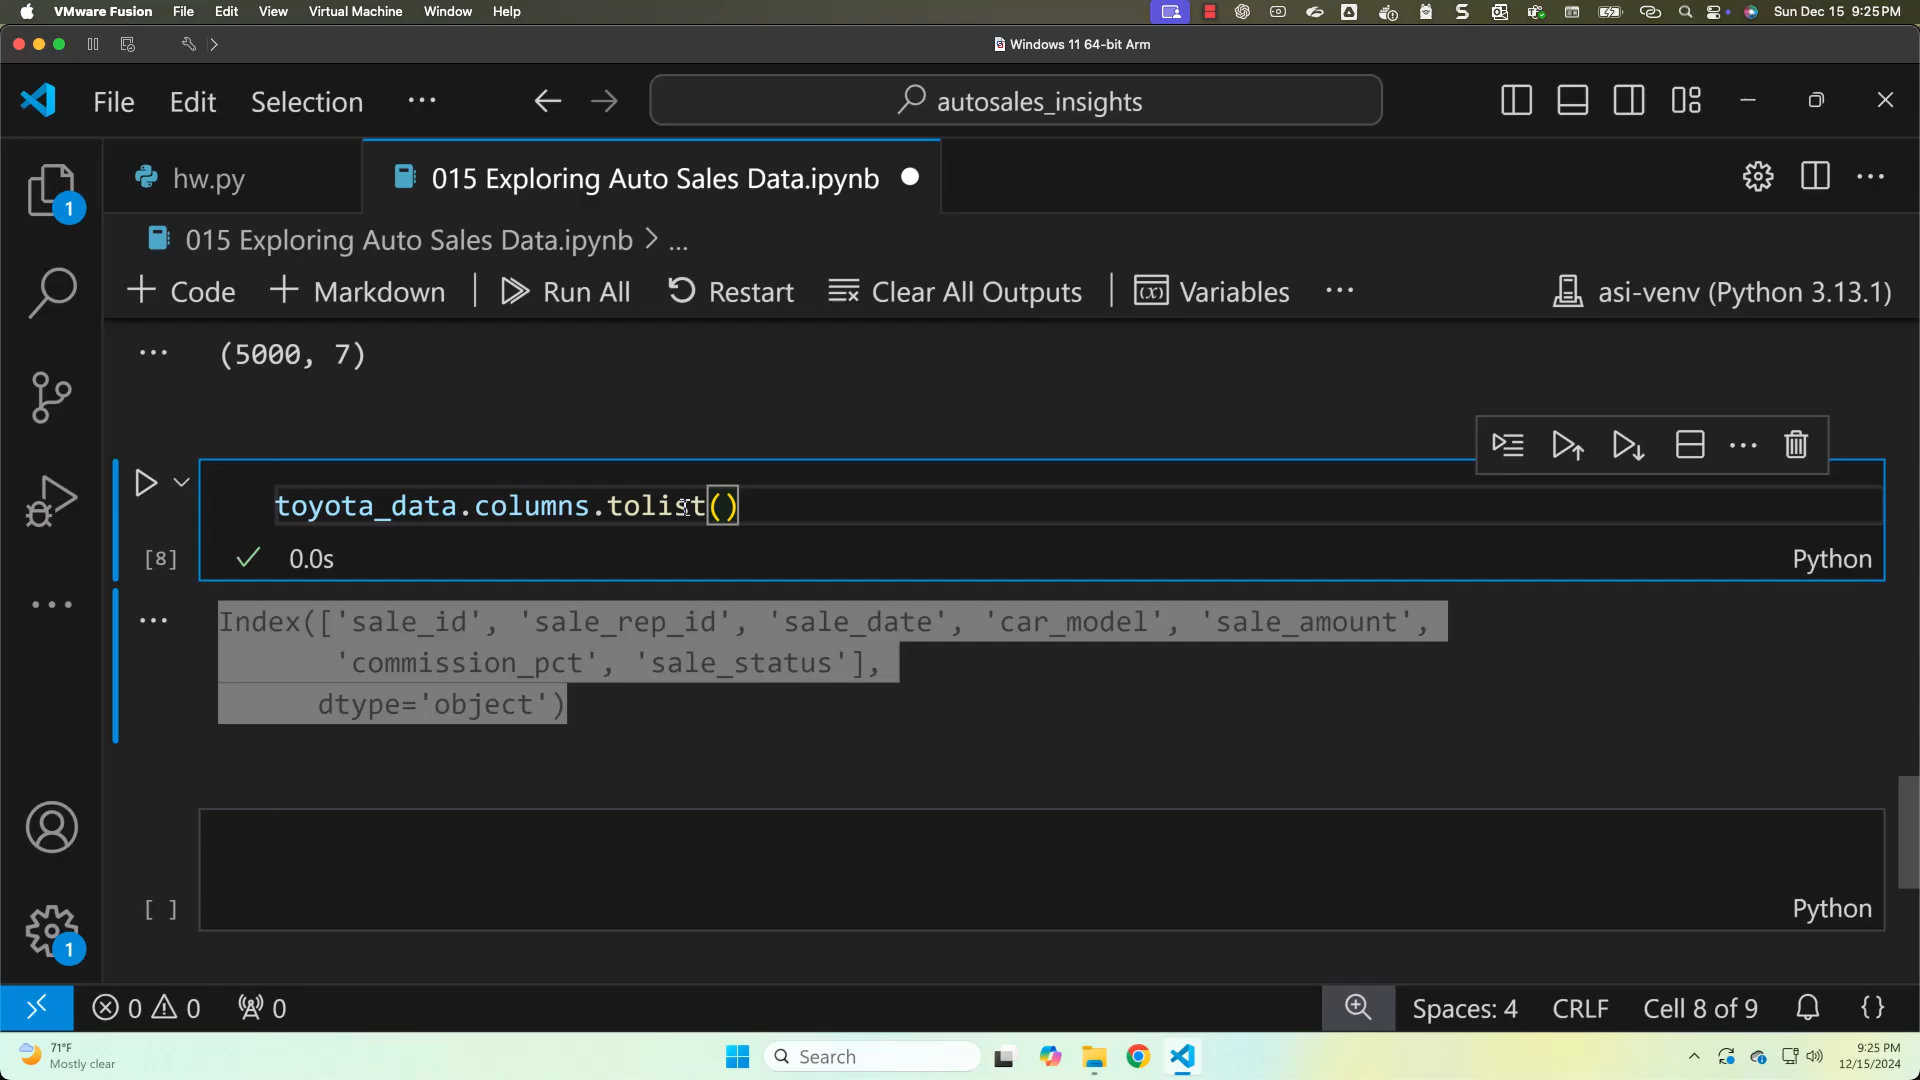 VMware Fusion File Edit View Virtual Machine Window Help Sun Dec 15 9:25 PM
Windows 11 64-bit Arm
File Edit Selection ... autosales_insights
hw.py 015 Exploring Auto Sales Data.ipynb
015 Exploring Auto Sales Data.ipynb > ...
+ Code + Markdown Run All Restart Clear All Outputs Variables ... asi-venv (Python 3.13.1)
... (5000, 7)
toyota_data.columns.tolist()
[8] 0.0s Python
... Index(['sale_id', 'sale_rep_id', 'sale_date', 'car_model', 'sale_amount',
'commission_pct', 'sale_status'],
dtype='object')
[ ] Python
1
1
0 0 0 Spaces: 4 CRLF Cell 8 of 9 {}
71°F
Mostly clear
Search
9:25 PM
12/15/2024